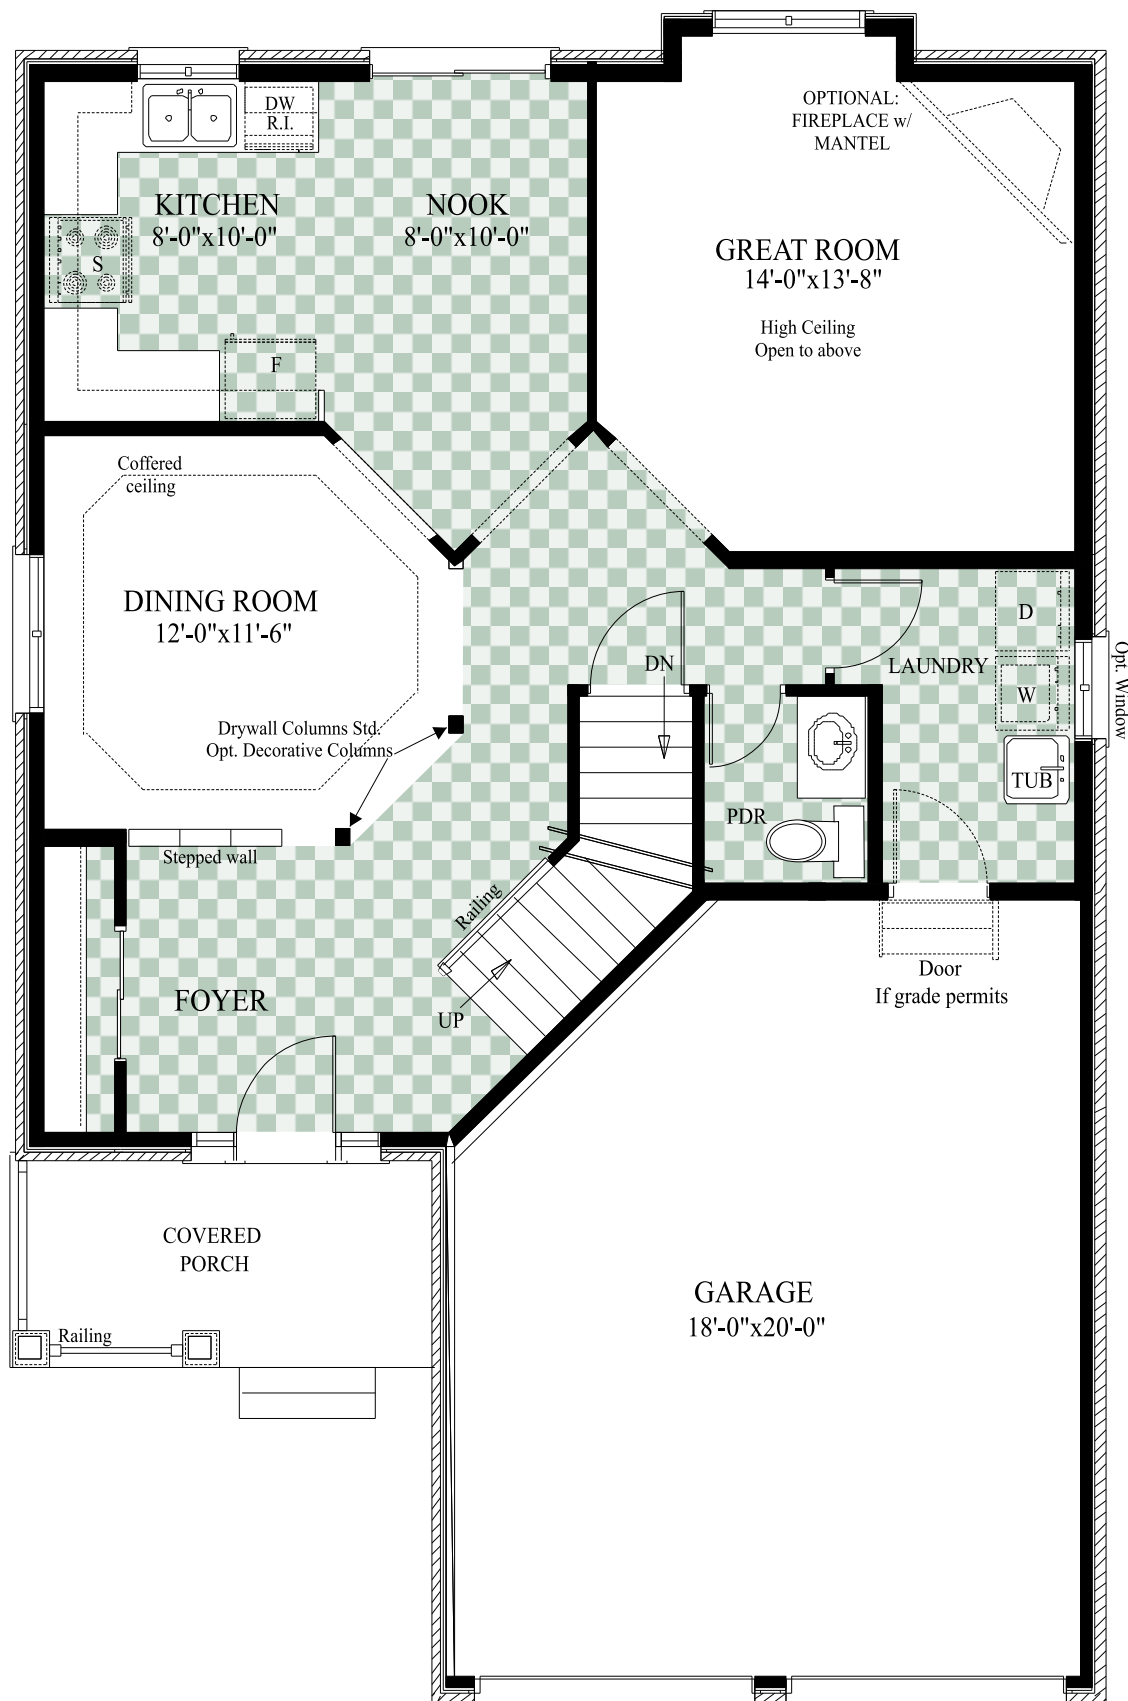 DW
R.I.
OPTIONAL:
FIREPLACE w/
MANTEL
KITCHEN
8'-0"x10'-0"
NOOK
8'-0"x10'-0"
GREAT ROOM
14'-0"x13'-8"
S
High Ceiling
Open to above
F
Coffered
ceiling
DINING ROOM
12'-0"x11'-6"
D
DN
LAUNDRY
W
Opt. Window
Drywall Columns Std.
Opt. Decorative Columns
TUB
PDR
Stepped wall
Railing
FOYER
UP
Door
If grade permits
COVERED
PORCH
GARAGE
18'-0"x20'-0"
Railing